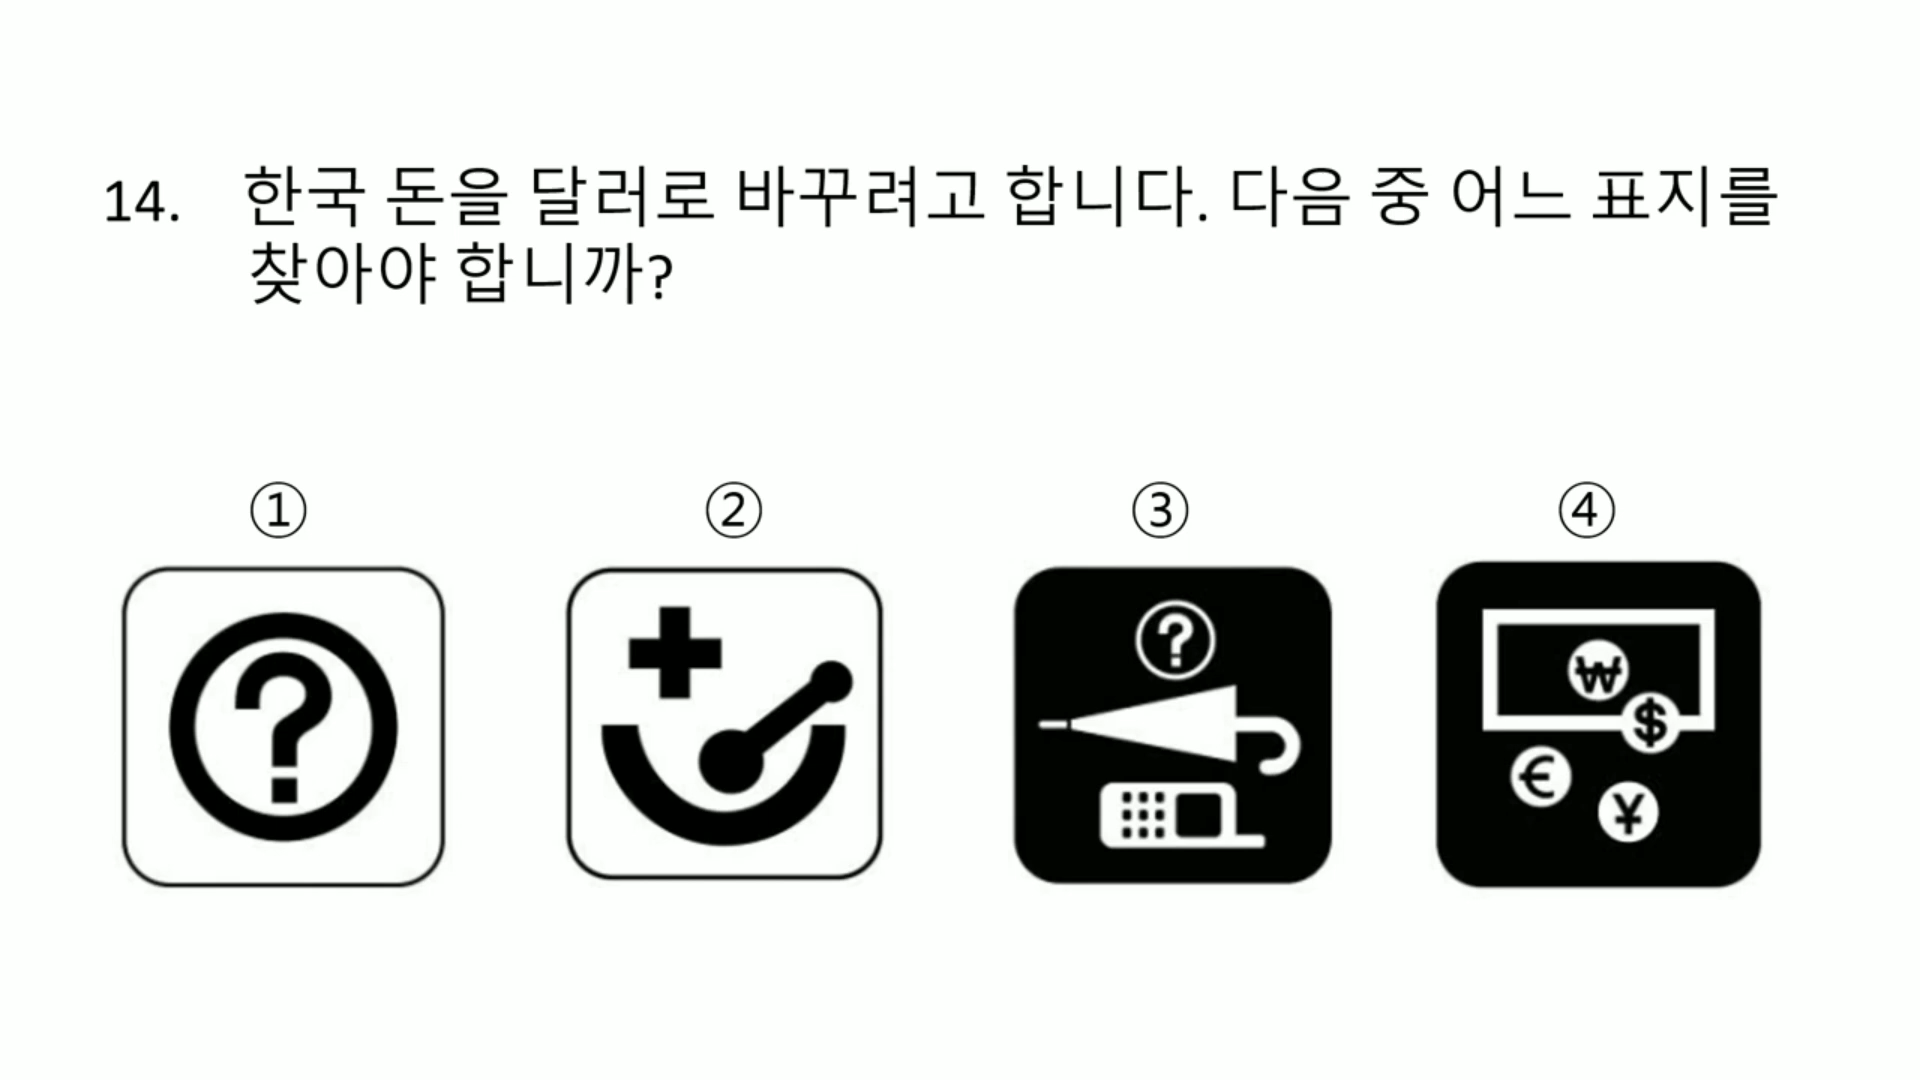 14. 한국 돈을 달러로 바꾸려고 합니다. 다음 중 어느 표지를
찾아야 합니까?
① ② ③ ④
? ?
₩
$
€
¥